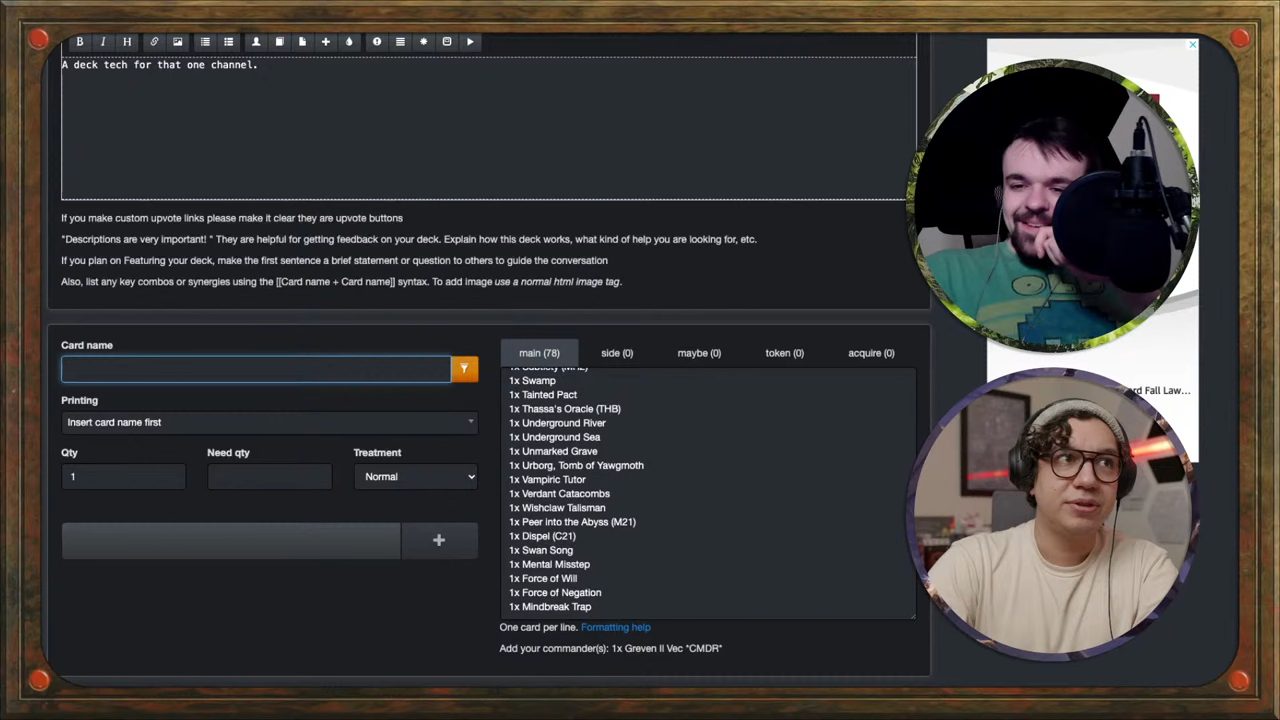 B I H
A deck tech for that one channel.
If you make custom upvote links please make it clear they are upvote buttons
"Descriptions are very important! " They are helpful for getting feedback on your deck. Explain how this deck works, what kind of help you are looking for, etc.
If you plan on Featuring your deck, make the first sentence a brief statement or question to others to guide the conversation
Also, list any key combos or synergies using the [[Card name + Card name]] syntax. To add image use a normal html image tag.
Card name
Printing
Insert card name first
Qty
Need qty
Treatment
1
Normal
main (78)
side (0)
maybe (0)
token (0)
acquire (0)
1x Swamp
1x Tainted Pact
1x Thassa's Oracle (THB)
1x Underground River
1x Underground Sea
1x Unmarked Grave
1x Urborg, Tomb of Yawgmoth
1x Vampiric Tutor
1x Verdant Catacombs
1x Wishclaw Talisman
1x Peer into the Abyss (M21)
1x Dispel (C21)
1x Swan Song
1x Mental Misstep
1x Force of Will
1x Force of Negation
1x Mindbreak Trap
One card per line. Formatting help
Add your commander(s): 1x Greven Il Vec *CMDR*
ard Fall Law...